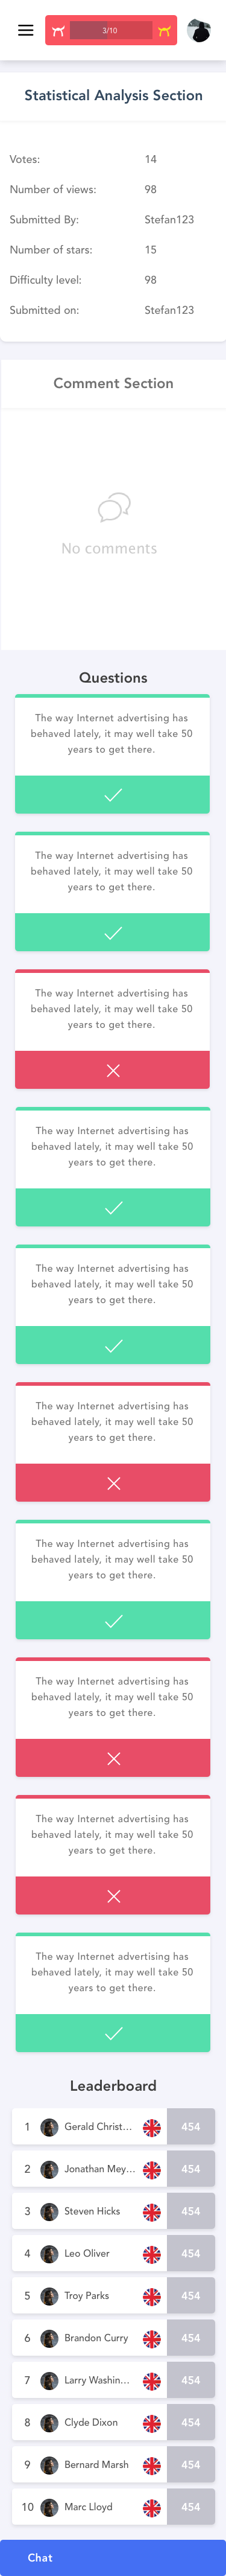 3/10
Statistical Analysis Section
Votes: 14
Number of views: 98
Submitted By: Stefan123
Number of stars: 15
Difficulty level: 98
Submitted on: Stefan123
Comment Section
No comments
Questions
The way Internet advertising has
behaved lately, it may well take 50
years to get there.
The way Internet advertising has
behaved lately, it may well take 50
years to get there.
The way Internet advertising has
behaved lately, it may well take 50
years to get there.
The way Internet advertising has
behaved lately, it may well take 50
years to get there.
The way Internet advertising has
behaved lately, it may well take 50
years to get there.
The way Internet advertising has
behaved lately, it may well take 50
years to get there.
The way Internet advertising has
behaved lately, it may well take 50
years to get there.
The way Internet advertising has
behaved lately, it may well take 50
years to get there.
The way Internet advertising has
behaved lately, it may well take 50
years to get there.
The way Internet advertising has
behaved lately, it may well take 50
years to get there.
Leaderboard
1 Gerald Christ... 454
2 Jonathan Mey... 454
3 Steven Hicks 454
4 Leo Oliver 454
5 Troy Parks 454
6 Brandon Curry 454
7 Larry Washin... 454
8 Clyde Dixon 454
9 Bernard Marsh 454
10 Marc Lloyd 454
Chat